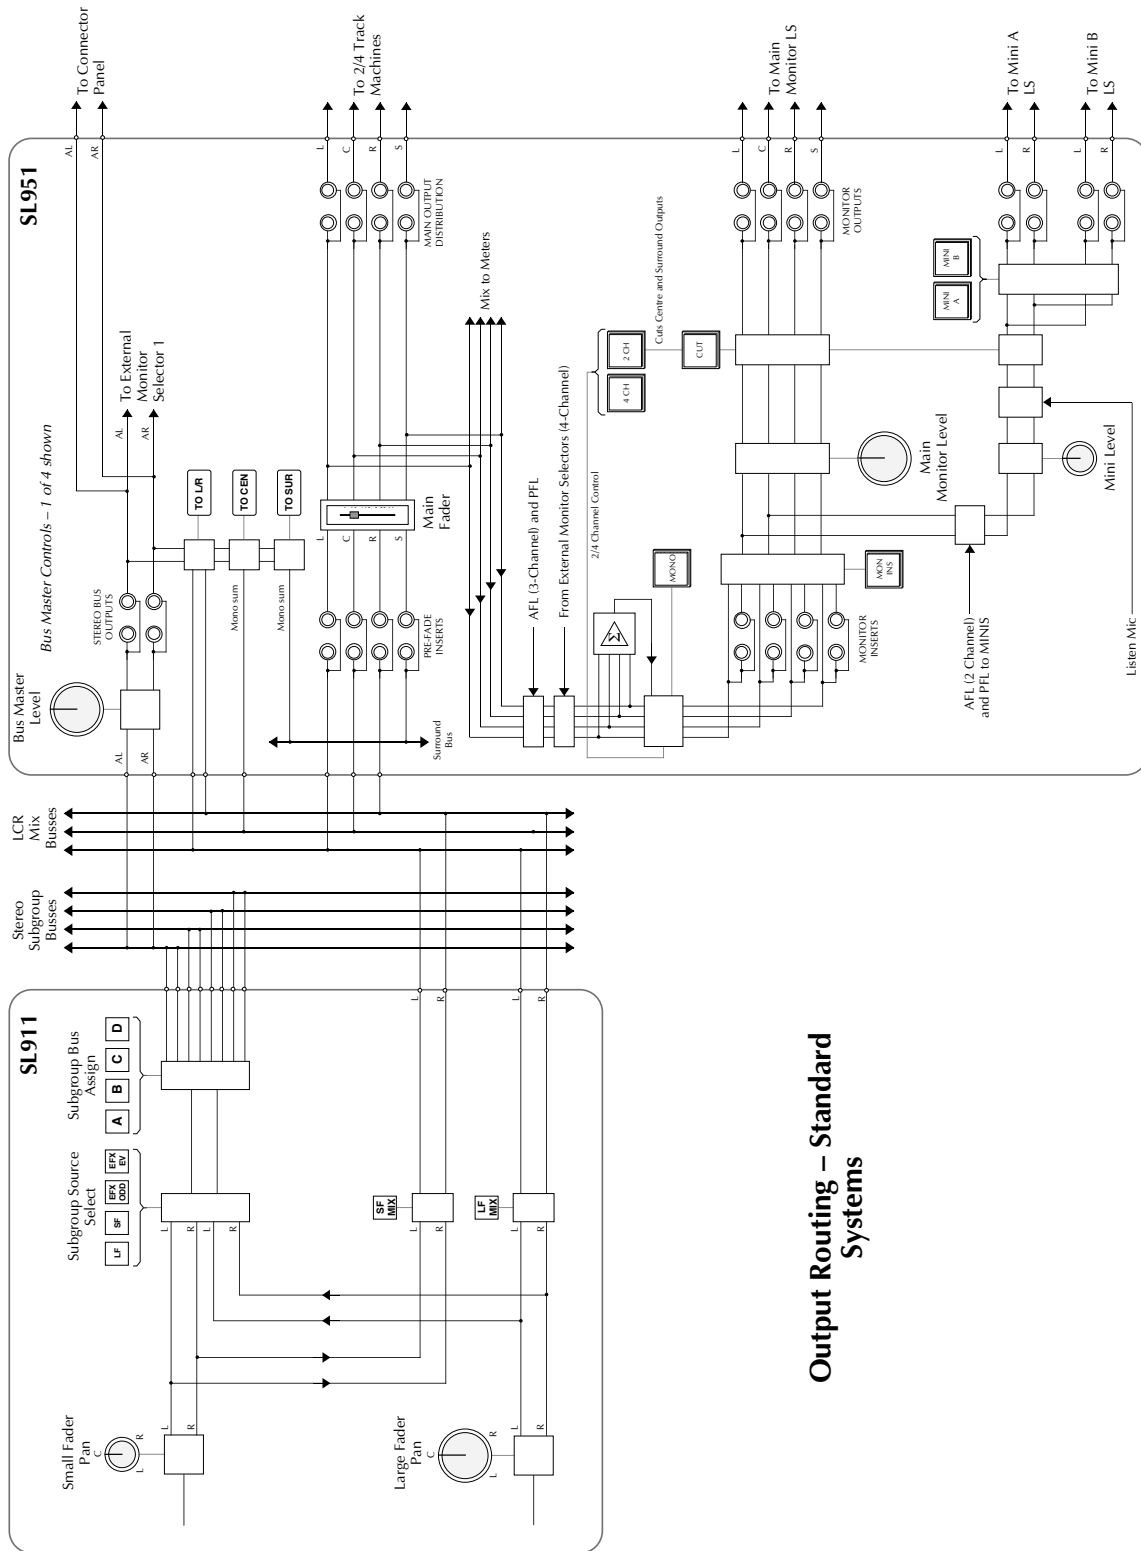 SL911
Small Fader
Pan
L
C
R
L
R
Large Fader
Pan
L
C
R
L
R
Subgroup Source
Select
LF
SF
EFX
ODD
EFX
EV
L
R
L
R
Subgroup Bus
Assign
A
B
C
D
SF
MIX
L
R
LF
MIX
L
R
L
R
L
R
Stereo
Subgroup
Busses
LCR
Mix
Busses
SL951
Bus Master Controls – 1 of 4 shown
Bus Master
Level
AL
AR
STEREO BUS
OUTPUTS
AL
AR
To External
Monitor
Selector 1
AL
AR
To Connector
Panel
TO L/R
TO CEN
TO SUR
Mono sum
Mono sum
Surround
Bus
PRE-FADE
INSERTS
L
C
R
S
Main
Fader
MAIN OUTPUT
DISTRIBUTION
L
C
R
S
To 2/4 Track
Machines
Mix to Meters
AFL (3-Channel) and PFL
From External Monitor Selectors (4-Channel)
2/4 Channel Control
Σ
MONO
MONITOR
INSERTS
MON
INS
Main
Monitor Level
4 CH
2 CH
CUT
Cuts Centre and Surround Outputs
MONITOR
OUTPUTS
L
C
R
S
To Main
Monitor LS
AFL (2 Channel)
and PFL to MINIS
Mini Level
Listen Mic
MINI
A
MINI
B
L
R
L
R
To Mini A
LS
To Mini B
LS
Output Routing – Standard
Systems